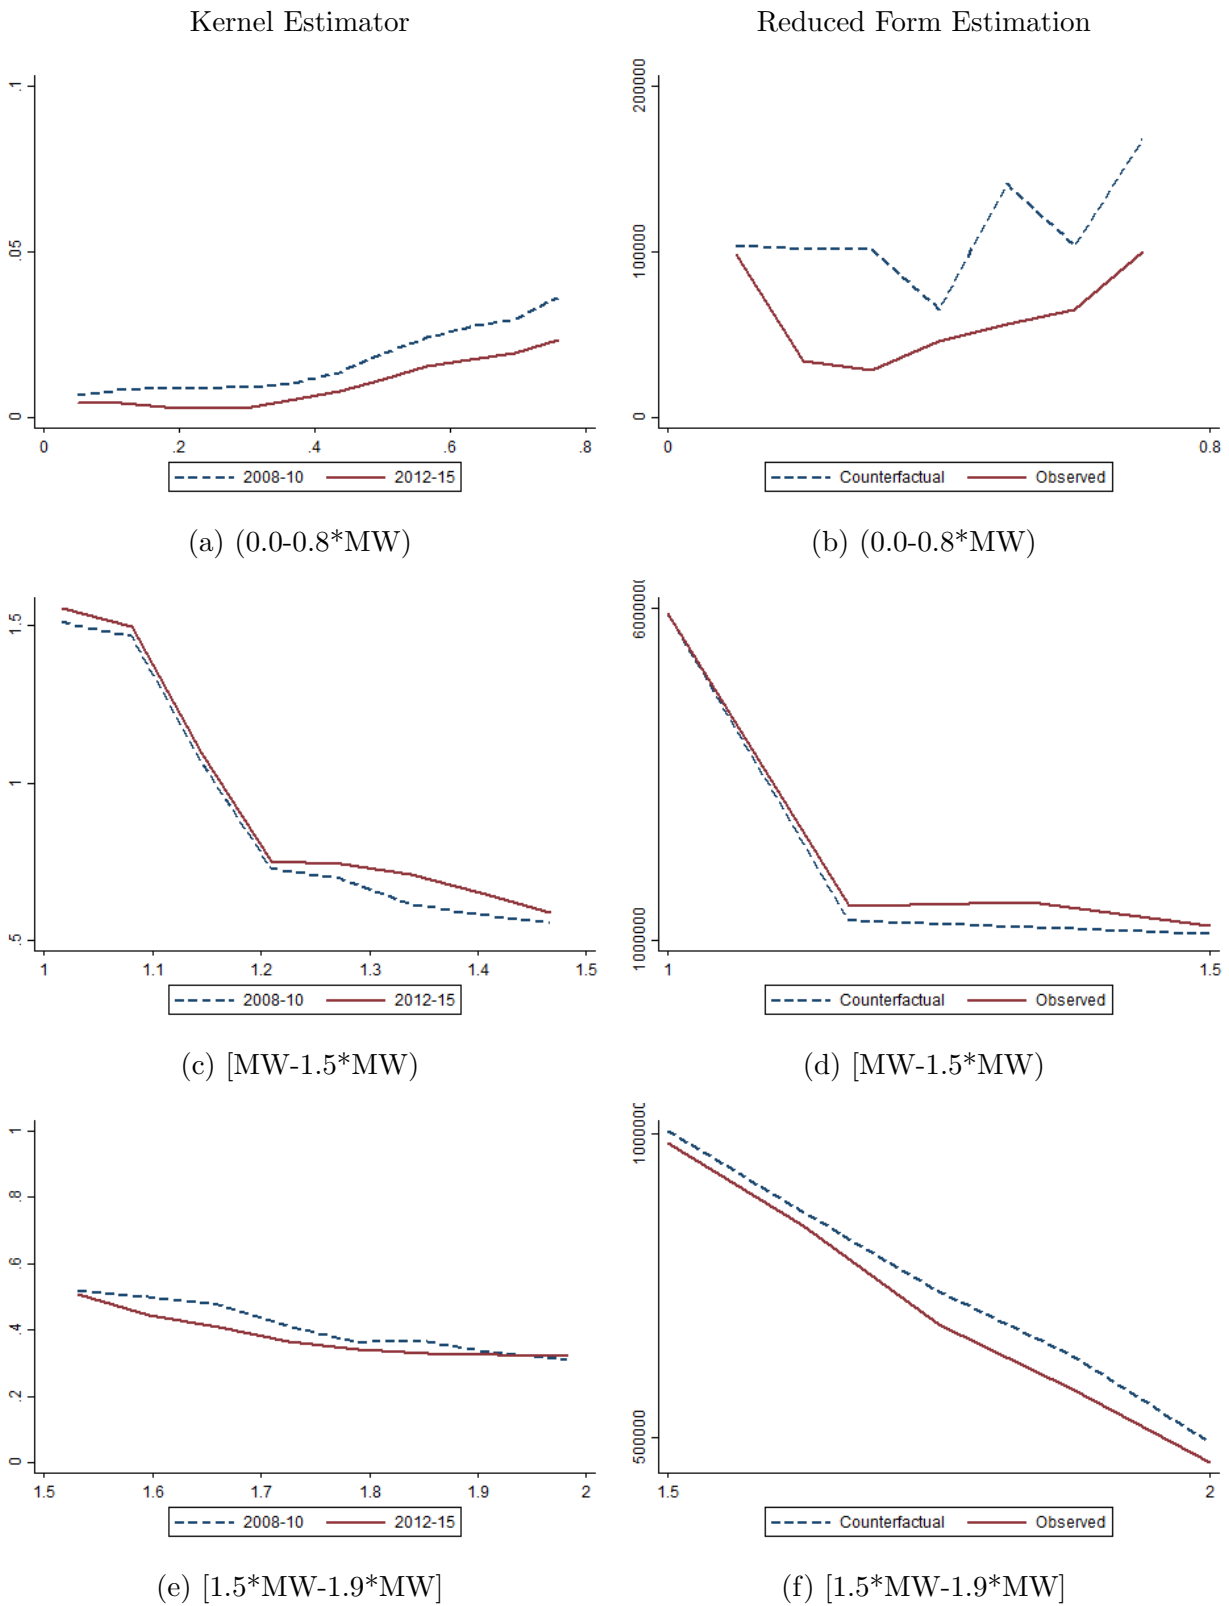 Kernel Estimator
Reduced Form Estimation
.1
.05
0
0 .2 .4 .6 .8
2008-10 2012-15
(a) (0.0-0.8*MW)
200000
100000
0
0 0.8
Counterfactual Observed
(b) (0.0-0.8*MW)
1.5
1
.5
1 1.1 1.2 1.3 1.4 1.5
2008-10 2012-15
(c) [MW-1.5*MW)
6000000
1000000
1 1.5
Counterfactual Observed
(d) [MW-1.5*MW)
1
.8
.6
.4
.2
0
1.5 1.6 1.7 1.8 1.9 2
2008-10 2012-15
(e) [1.5*MW-1.9*MW]
1000000
500000
1.5 2
Counterfactual Observed
(f) [1.5*MW-1.9*MW]